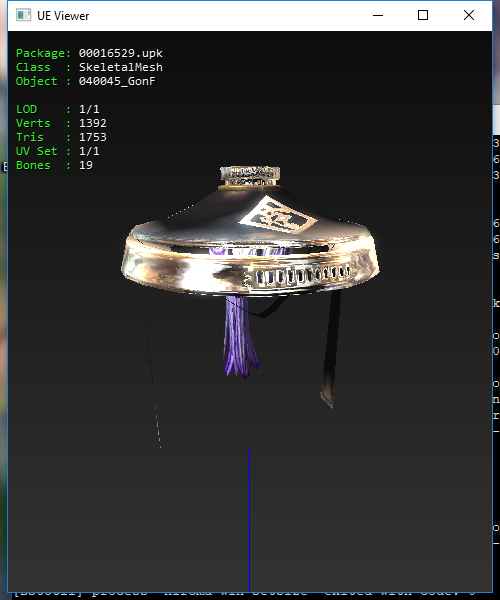 UE Viewer
Package: 00016529.upk
Class  : SkeletalMesh
Object : 040045_GonF
LOD    : 1/1
Verts  : 1392
Tris   : 1753
UV Set : 1/1
Bones  : 19